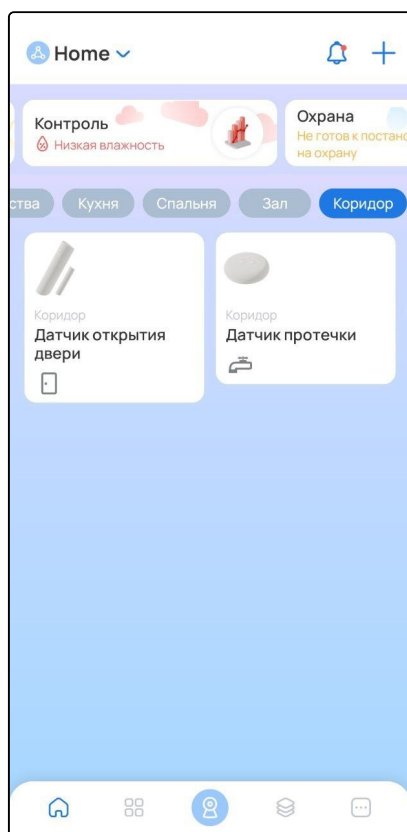 Home
Контроль
Низкая влажность
Охрана
Не готов к постано
на охрану
ства
Кухня
Спальня
Зал
Коридор
Коридор
Датчик открытия
двери
Коридор
Датчик протечки